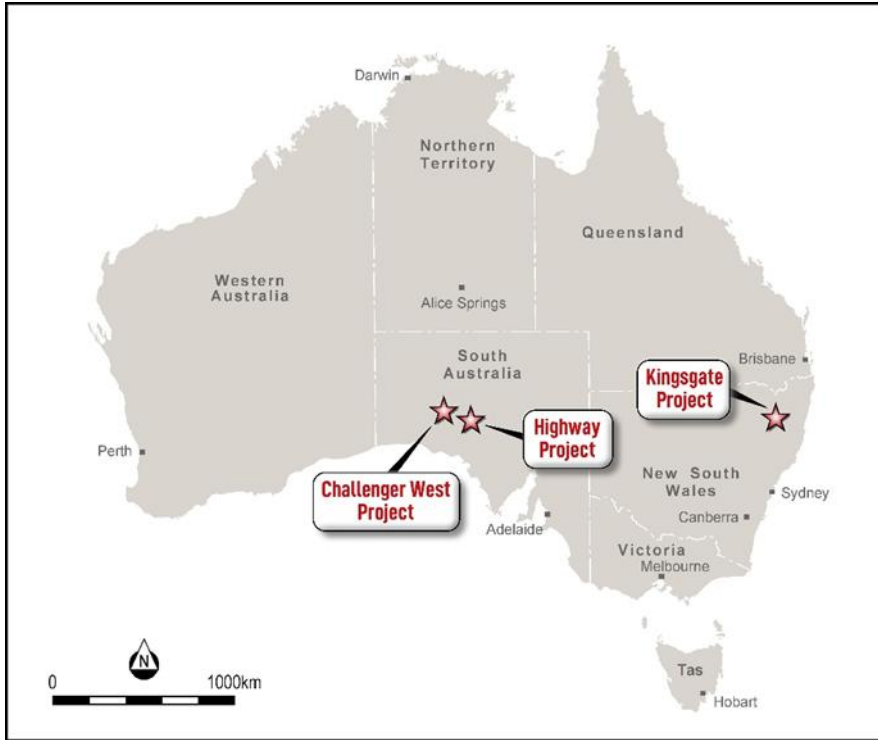 Darwin
Northern
Territory
Queensland
Western
Australia
Alice Springs
South
Australia
Brisbane
Kingsgate
Project
Highway
Project
Perth
Challenger West
Project
New South
Wales
Sydney
Adelaide
Canberra
Victoria
Melbourne
N
0 1000km
Tas
Hobart